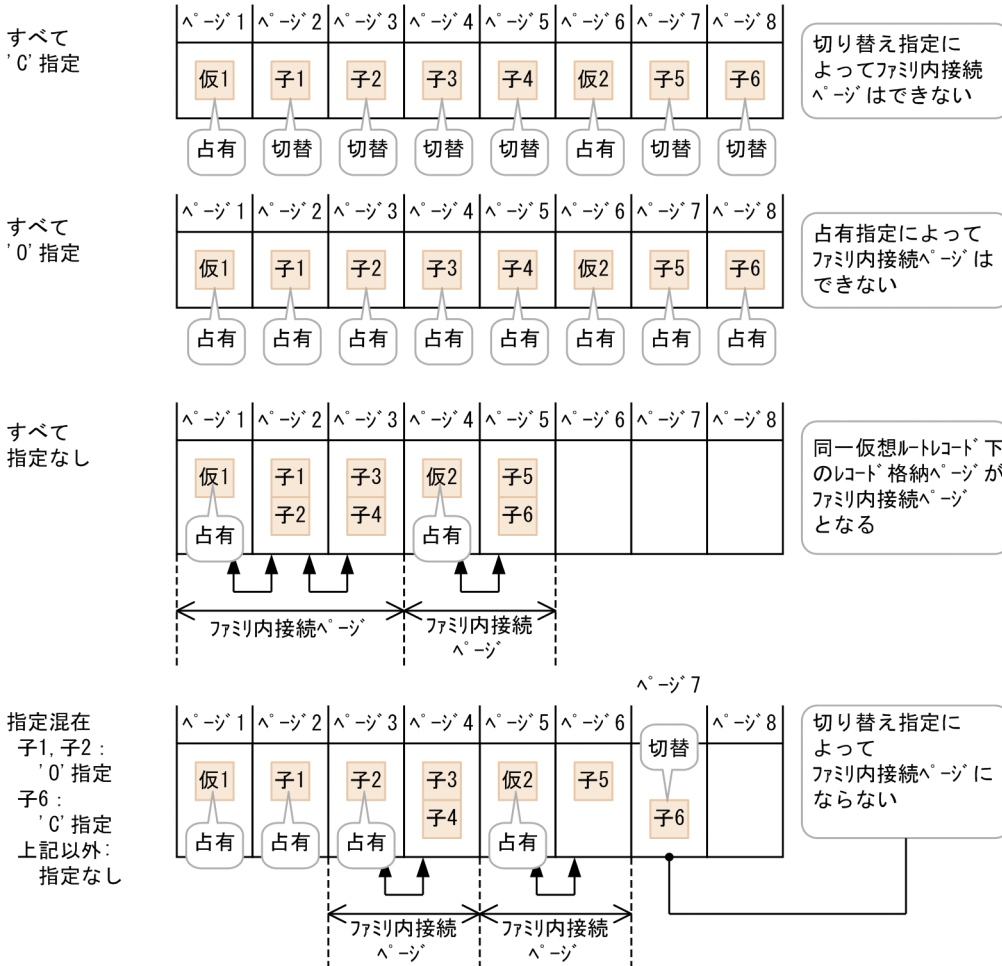 すべて
'C'指定
ﾍﾟｰｼﾞ1 ﾍﾟｰｼﾞ2 ﾍﾟｰｼﾞ3 ﾍﾟｰｼﾞ4 ﾍﾟｰｼﾞ5 ﾍﾟｰｼﾞ6 ﾍﾟｰｼﾞ7 ﾍﾟｰｼﾞ8
仮1 子1 子2 子3 子4 仮2 子5 子6
占有 切替 切替 切替 切替 占有 切替 切替
切り替え指定に
よってﾌｧﾐﾘ内接続
ﾍﾟｰｼﾞはできない
すべて
'O'指定
ﾍﾟｰｼﾞ1 ﾍﾟｰｼﾞ2 ﾍﾟｰｼﾞ3 ﾍﾟｰｼﾞ4 ﾍﾟｰｼﾞ5 ﾍﾟｰｼﾞ6 ﾍﾟｰｼﾞ7 ﾍﾟｰｼﾞ8
仮1 子1 子2 子3 子4 仮2 子5 子6
占有 占有 占有 占有 占有 占有 占有 占有
占有指定によって
ﾌｧﾐﾘ内接続ﾍﾟｰｼﾞは
できない
すべて
指定なし
ﾍﾟｰｼﾞ1 ﾍﾟｰｼﾞ2 ﾍﾟｰｼﾞ3 ﾍﾟｰｼﾞ4 ﾍﾟｰｼﾞ5 ﾍﾟｰｼﾞ6 ﾍﾟｰｼﾞ7 ﾍﾟｰｼﾞ8
仮1 子1 子3 仮2 子5
子2 子4 子6
占有 占有
ﾌｧﾐﾘ内接続ﾍﾟｰｼﾞ
ﾌｧﾐﾘ内接続
ﾍﾟｰｼﾞ
同一仮想ﾙｰﾄﾚｺｰﾄﾞ下
のﾚｺｰﾄﾞ格納ﾍﾟｰｼﾞが
ﾌｧﾐﾘ内接続ﾍﾟｰｼﾞ
となる
指定混在
子1,子2：
'O'指定
子6：
'C'指定
上記以外：
指定なし
ﾍﾟｰｼﾞ7
ﾍﾟｰｼﾞ1 ﾍﾟｰｼﾞ2 ﾍﾟｰｼﾞ3 ﾍﾟｰｼﾞ4 ﾍﾟｰｼﾞ5 ﾍﾟｰｼﾞ6 ﾍﾟｰｼﾞ8
切替
仮1 子1 子2 子3 仮2 子5
子4 子6
占有 占有 占有 占有
ﾌｧﾐﾘ内接続
ﾍﾟｰｼﾞ
ﾌｧﾐﾘ内接続
ﾍﾟｰｼﾞ
切り替え指定に
よって
ﾌｧﾐﾘ内接続ﾍﾟｰｼﾞに
ならない